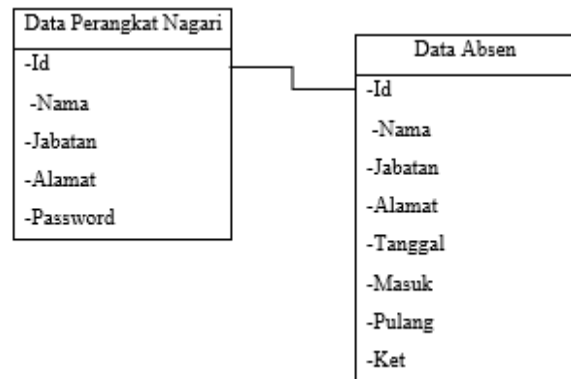 Data Perangkat Nagari
-Id
-Nama
-Jabatan
-Alamat
-Password
Data Absen
-Id
-Nama
-Jabatan
-Alamat
-Tanggal
-Masuk
-Pulang
-Ket